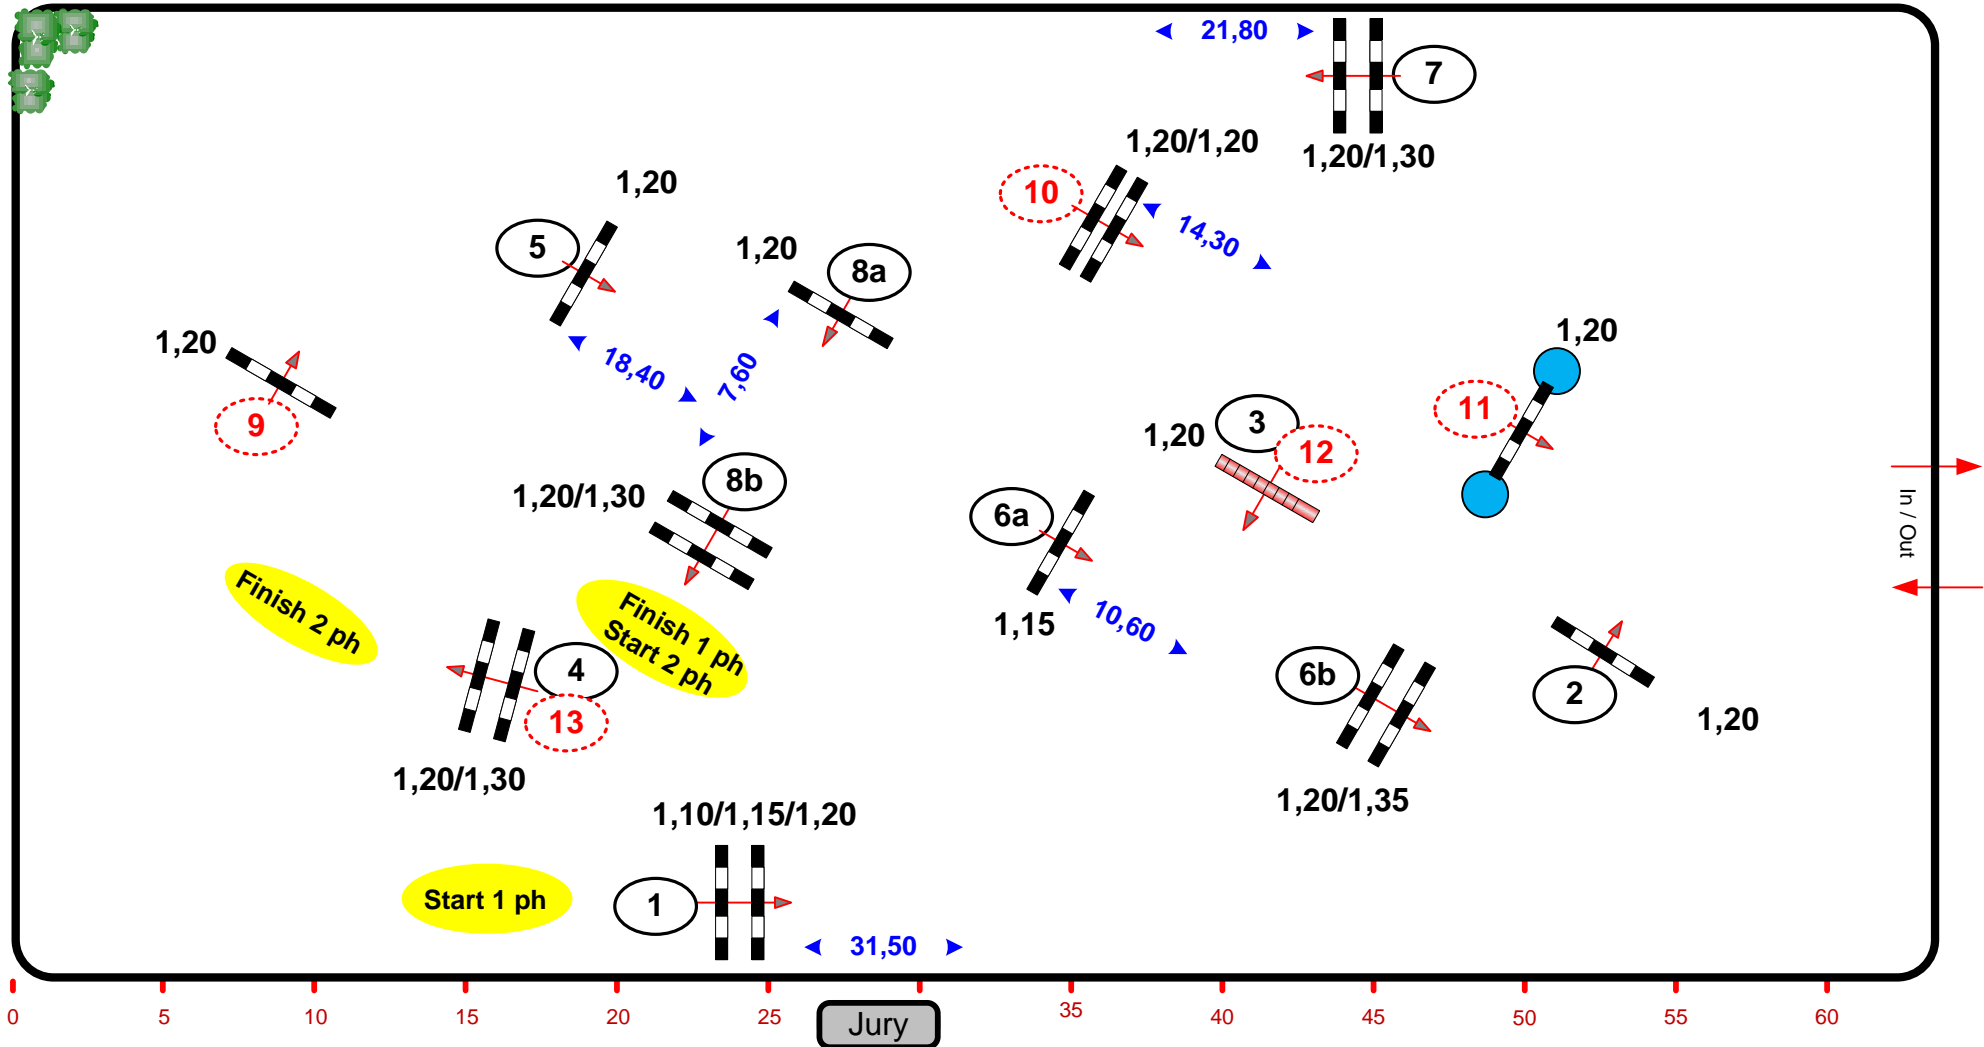 21,80
7
1,20/1,20
1,20/1,30
1,20
10
5
14,30
1,20
8a
1,20
1,20
18,40
7,60
9
11
3
1,20
12
8b
1,20/1,30
6a
In / Out
Finish 2 ph
Finish 1 ph
Start 2 ph
1,15
10,60
4
6b
2
13
1,20
1,20/1,30
1,20/1,35
1,10/1,15/1,20
Start 1 ph
1
31,50
0 5 10 15 20 25 35 40 45 50 55 60
Jury